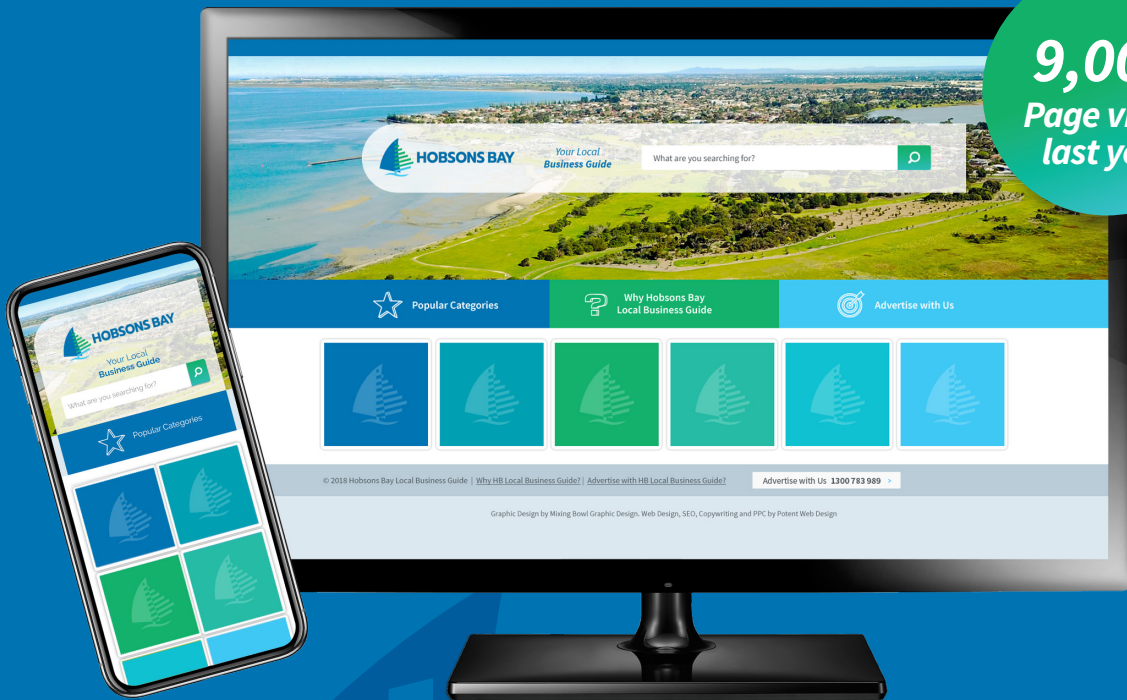 9,00
Page vi
last ye
HOBSONS BAY
Your Local
Business Guide
What are you searching for?
Popular Categories
Why Hobsons Bay
Local Business Guide
Advertise with Us
© 2018 Hobsons Bay Local Business Guide | Why HB Local Business Guide? | Advertise with HB Local Business Guide?
Advertise with Us 1300 783 989 >
Graphic Design by Mixing Bowl Graphic Design. Web Design, SEO, Copywriting and PPC by Potent Web Design
HOBSONS BAY
Your Local
Business Guide
What are you searching for?
Popular Categories